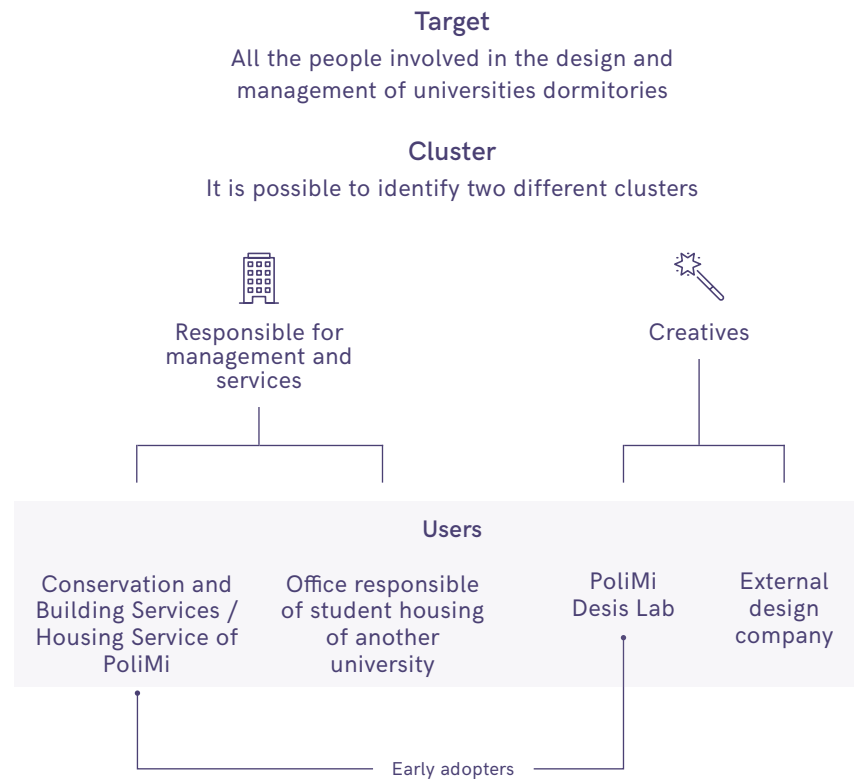 Target
All the people involved in the design and
management of universities dormitories
Cluster
It is possible to identify two different clusters
Responsible for
management and
services
Creatives
Users
Conservation and
Building Services /
Housing Service of
PoliMi
Office responsible
of student housing
of another
university
PoliMi
Desis Lab
External
design
company
Early adopters